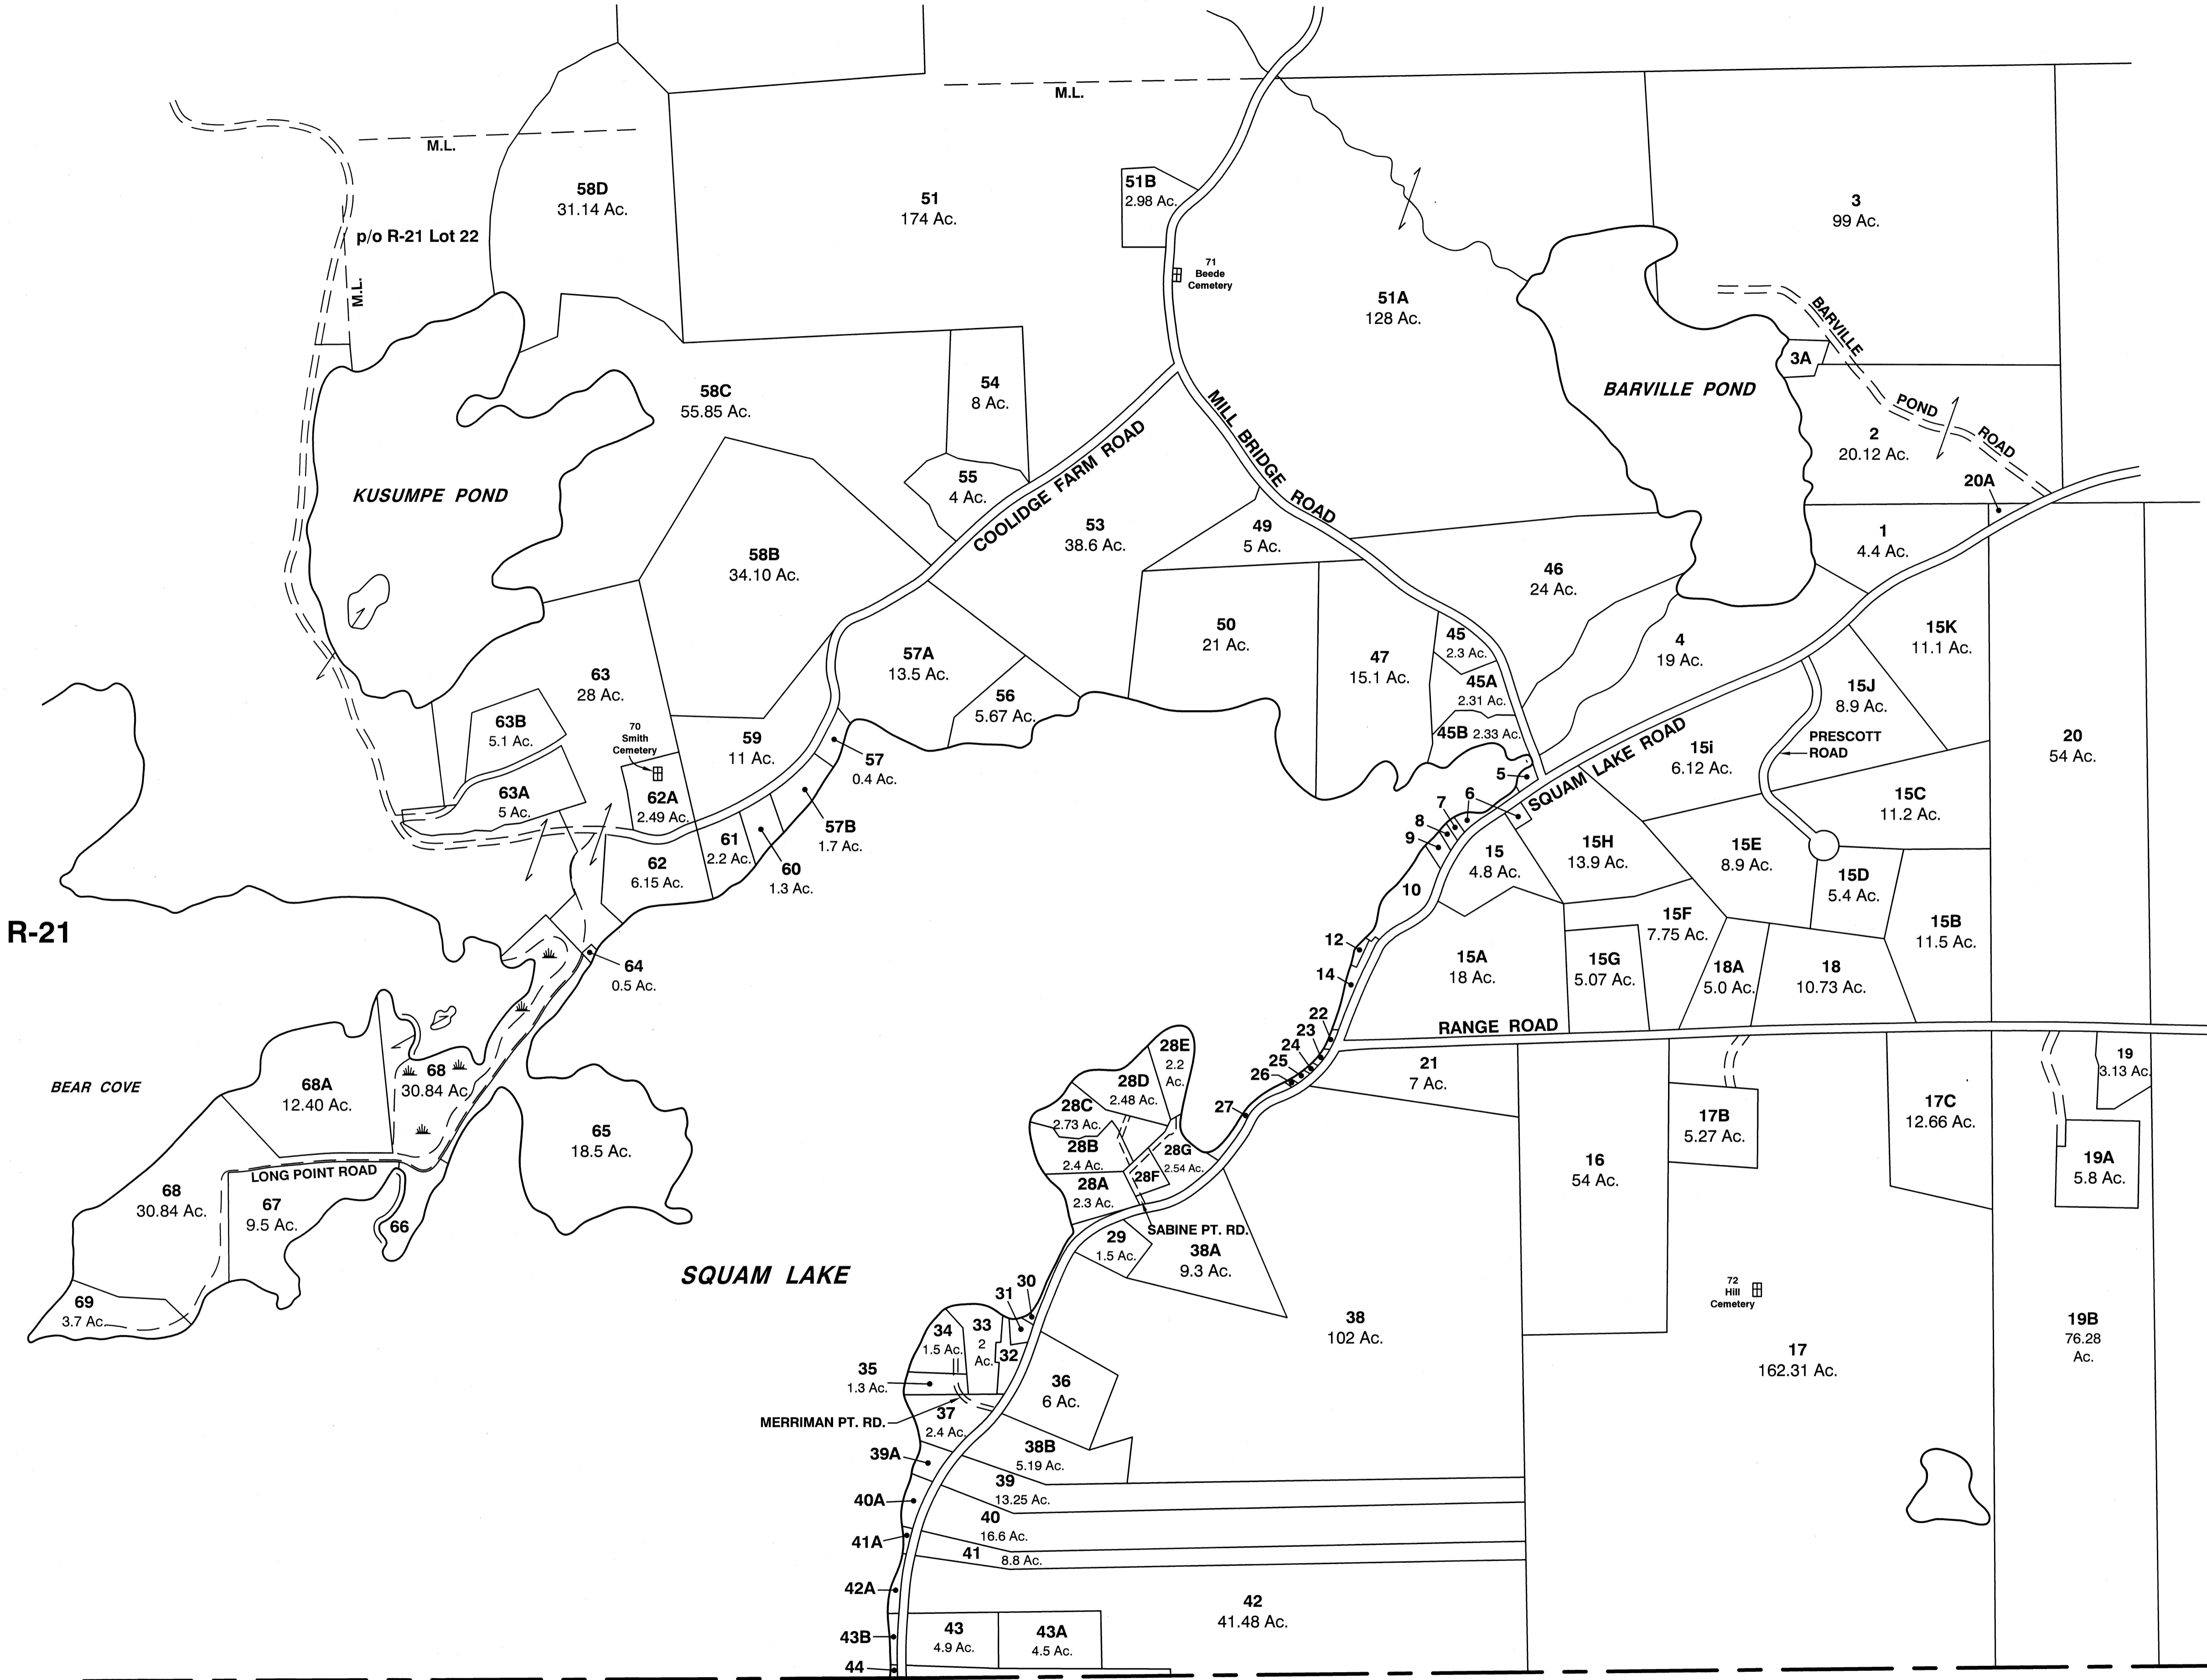 M.L.
M.L.
58D
31.14 Ac.
51
174 Ac.
51B
2.98 Ac.
3
99 Ac.
p/o R-21 Lot 22
M.L.
71
Beede
Cemetery
51A
128 Ac.
BARVILLE
POND
ROAD
3A
BARVILLE POND
58C
55.85 Ac.
54
8 Ac.
MILL BRIDGE ROAD
COOLIDGE FARM ROAD
2
20.12 Ac.
20A
KUSUMPE POND
55
4 Ac.
53
38.6 Ac.
49
5 Ac.
1
4.4 Ac.
58B
34.10 Ac.
46
24 Ac.
50
21 Ac.
47
15.1 Ac.
45
2.3 Ac.
45A
2.31 Ac.
45B 2.33 Ac.
4
19 Ac.
15K
11.1 Ac.
57A
13.5 Ac.
56
5.67 Ac.
63
28 Ac.
63B
5.1 Ac.
70
Smith
Cemetery
59
11 Ac.
57
0.4 Ac.
15J
8.9 Ac.
PRESCOTT
ROAD
20
54 Ac.
SQUAM LAKE ROAD
15i
6.12 Ac.
5
6
7
8
9
10
63A
5 Ac.
62A
2.49 Ac.
57B
1.7 Ac.
61
2.2 Ac.
60
1.3 Ac.
62
6.15 Ac.
15C
11.2 Ac.
15
4.8 Ac.
15H
13.9 Ac.
15E
8.9 Ac.
15D
5.4 Ac.
15B
11.5 Ac.
15F
7.75 Ac.
R-21
12
14
15A
18 Ac.
15G
5.07 Ac.
18A
5.0 Ac.
18
10.73 Ac.
64
0.5 Ac.
RANGE ROAD
22
23
24
25
26
27
28E
2.2
Ac.
28D
2.48 Ac.
28C
2.73 Ac.
28B
2.4 Ac.
28G
2.54 Ac.
28F
28A
2.3 Ac.
21
7 Ac.
19
3.13 Ac.
BEAR COVE
68A
12.40 Ac.
68
30.84 Ac.
65
18.5 Ac.
17B
5.27 Ac.
17C
12.66 Ac.
16
54 Ac.
19A
5.8 Ac.
LONG POINT ROAD
68
30.84 Ac.
67
9.5 Ac.
66
SABINE PT. RD.
29
1.5 Ac.
38A
9.3 Ac.
SQUAM LAKE
69
3.7 Ac.
30
31
72
Hill
Cemetery
38
102 Ac.
34
1.5 Ac.
33
2
Ac.
32
17
162.31 Ac.
19B
76.28
Ac.
35
1.3 Ac.
36
6 Ac.
MERRIMAN PT. RD.
37
2.4 Ac.
38B
5.19 Ac.
39A
39
13.25 Ac.
40A
40
16.6 Ac.
41A
41
8.8 Ac.
42A
42
41.48 Ac.
43B
43
4.9 Ac.
43A
4.5 Ac.
44